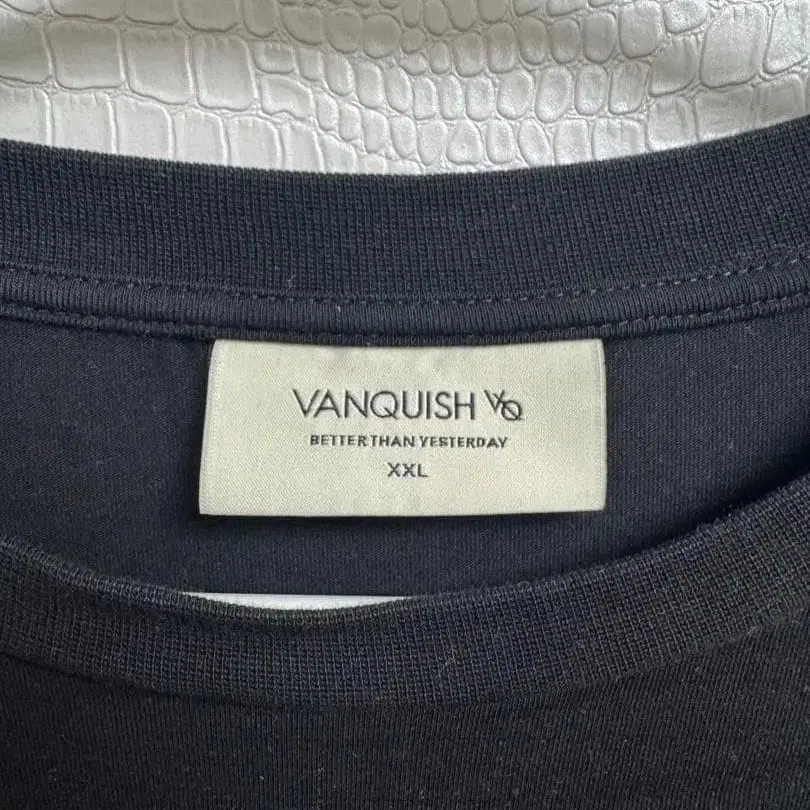 VANQUISH VQ
BETTER THAN YESTERDAY
XXL